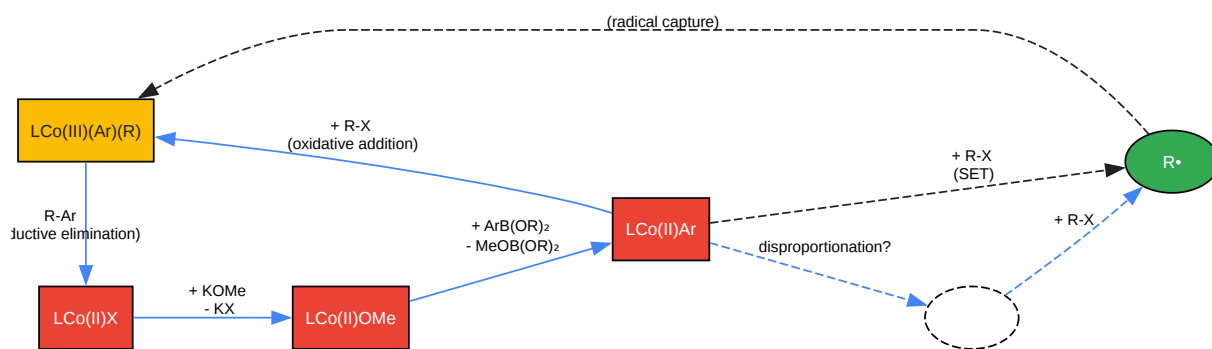 (radical capture)
LCo(III)(Ar)(R)
+ R-X
(oxidative addition)
+ R-X
(SET)
R•
R-Ar
ductive elimination)
+ ArB(OR)₂
- MeOB(OR)₂
LCo(II)Ar
disproportionation?
+ R-X
LCo(II)X
+ KOMe
- KX
LCo(II)OMe